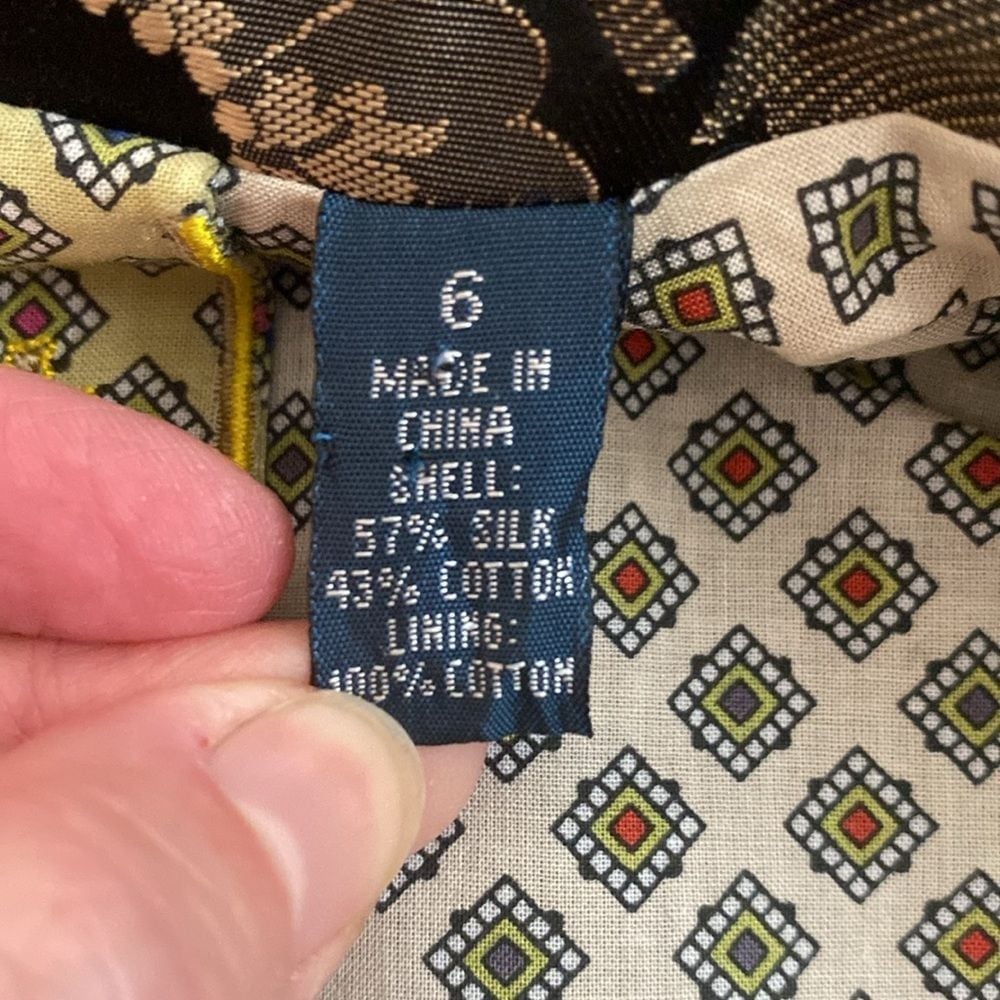 6
MADE IN
CHINA
SHELL:
57% SILK
43% COTTON
LINING:
100% COTTON